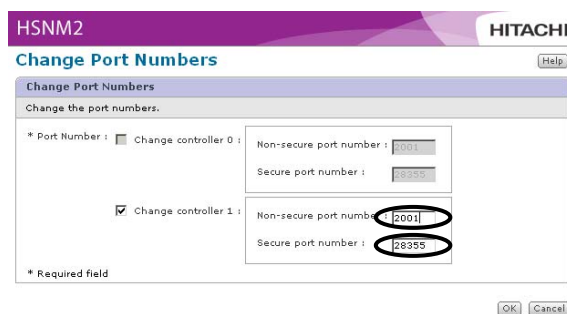 HSNM2
HITACHI
Change Port Numbers
Help
Change Port Numbers
Change the port numbers.
* Port Number : Change controller 0 :
Non-secure port number : 2001
Secure port number : 28355
Change controller 1 :
Non-secure port number : 2001
Secure port number : 28355
* Required field
OK Cancel